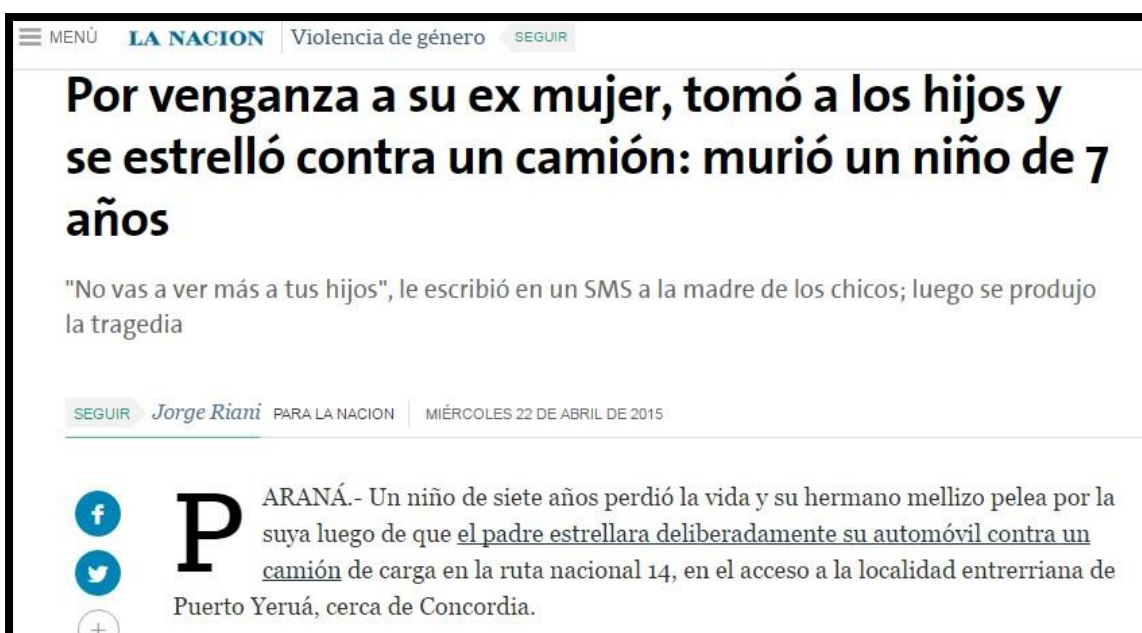 MENÚ LA NACION Violencia de género SEGUIR
Por venganza a su ex mujer, tomó a los hijos y
se estrelló contra un camión: murió un niño de 7
años
"No vas a ver más a tus hijos", le escribió en un SMS a la madre de los chicos; luego se produjo
la tragedia
SEGUIR Jorge Riani PARA LA NACION MIÉRCOLES 22 DE ABRIL DE 2015
PARANÁ.- Un niño de siete años perdió la vida y su hermano mellizo pelea por la
suya luego de que el padre estrellara deliberadamente su automóvil contra un
camión de carga en la ruta nacional 14, en el acceso a la localidad entrerriana de
Puerto Yeruá, cerca de Concordia.